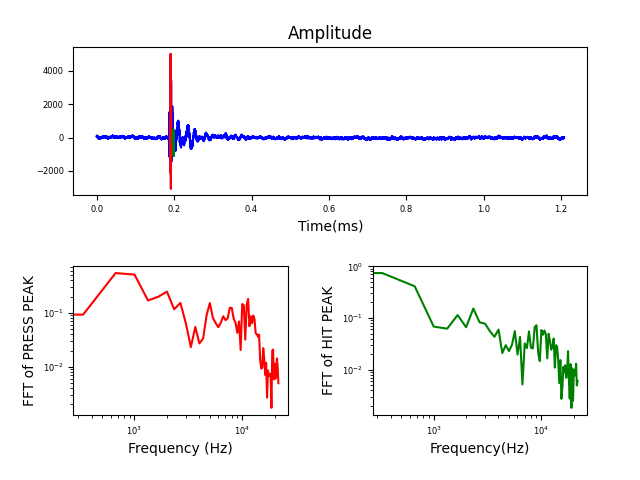 Amplitude
4000
2000
0
−2000
0.0 0.2 0.4 0.6 0.8 1.0 1.2
Time(ms)
FFT of PRESS PEAK
10⁻¹
10⁻²
10³ 10⁴
Frequency (Hz)
FFT of HIT PEAK
10⁰
10⁻¹
10⁻²
10³ 10⁴
Frequency(Hz)